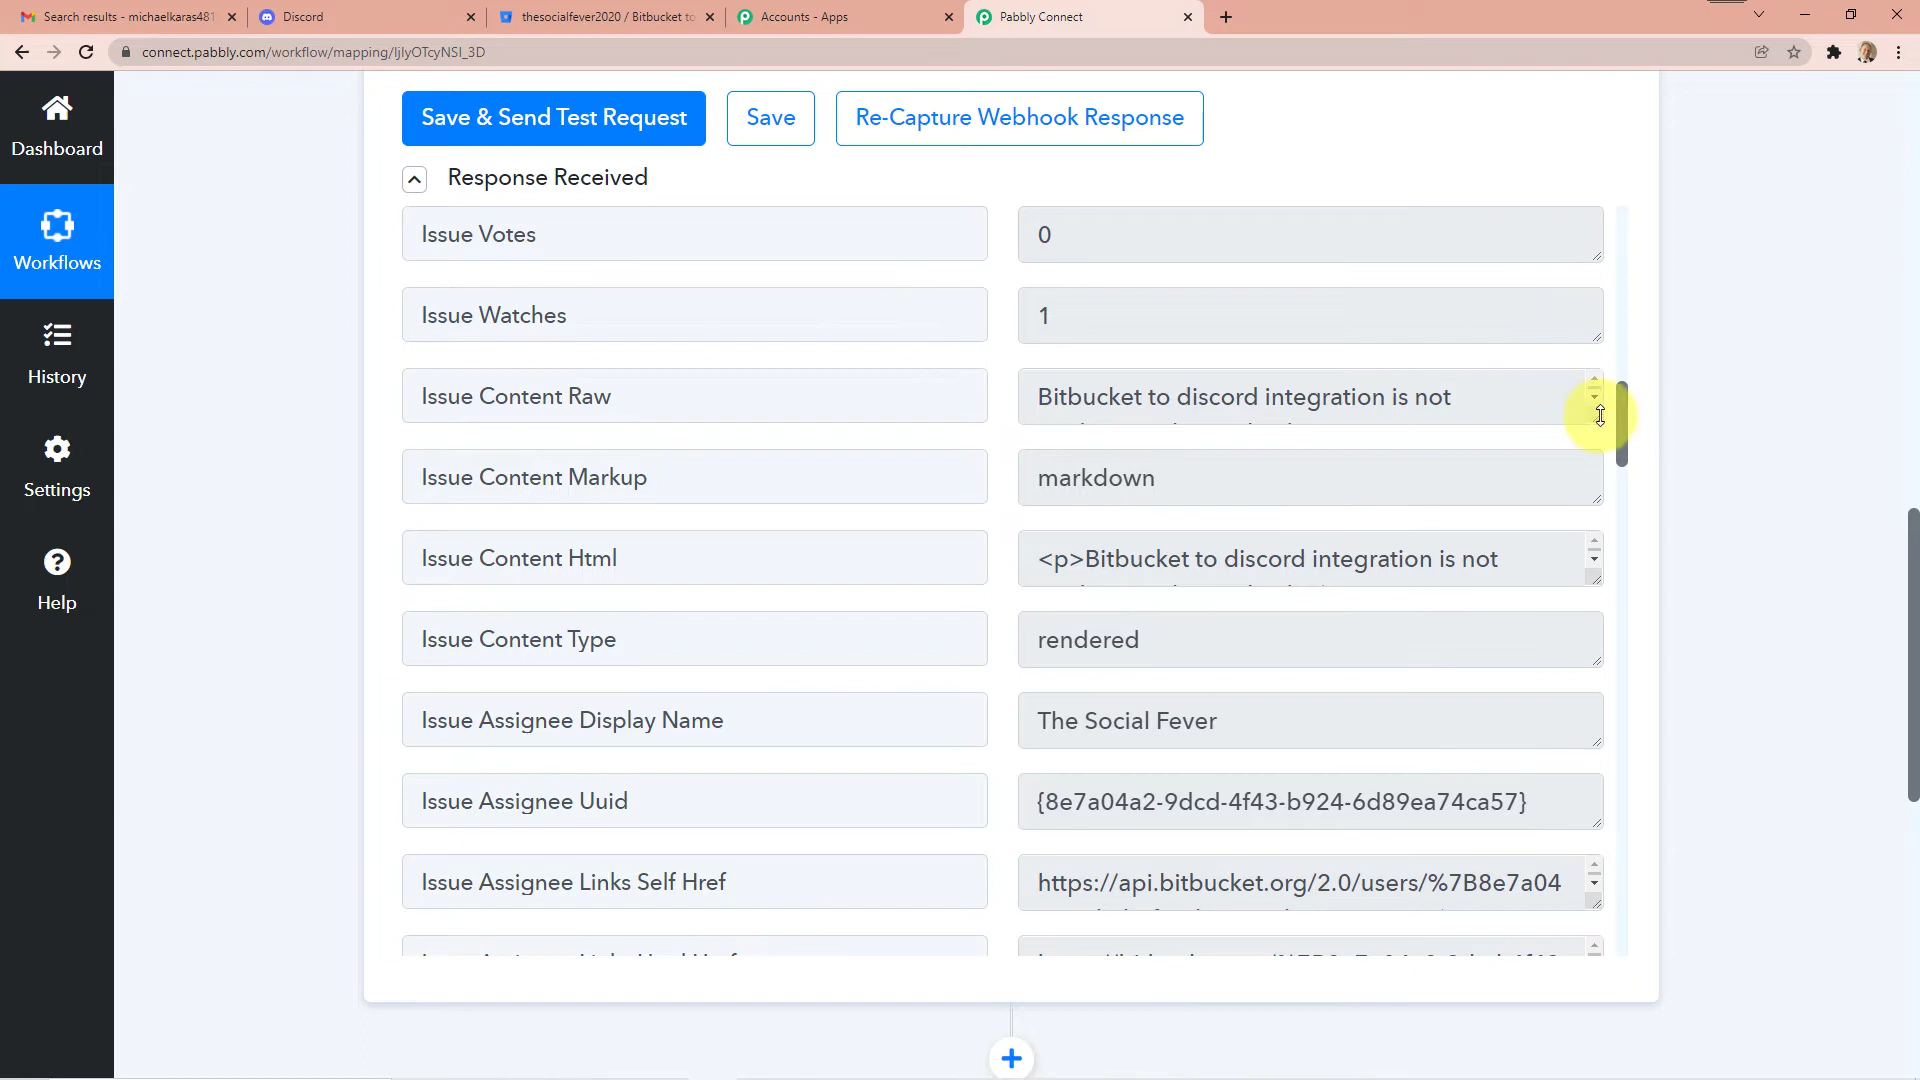 Search results - michaelkaras481
Discord
thesocialfever2020 / Bitbucket to
Accounts - Apps
Pabbly Connect
connect.pabbly.com/workflow/mapping/IjIyOTcyNSI_3D
Dashboard
Workflows
History
Settings
Help
Save & Send Test Request
Save
Re-Capture Webhook Response
Response Received
Issue Votes
0
Issue Watches
1
Issue Content Raw
Bitbucket to discord integration is not
Issue Content Markup
markdown
Issue Content Html
<p>Bitbucket to discord integration is not
Issue Content Type
rendered
Issue Assignee Display Name
The Social Fever
Issue Assignee Uuid
{8e7a04a2-9dcd-4f43-b924-6d89ea74ca57}
Issue Assignee Links Self Href
https://api.bitbucket.org/2.0/users/%7B8e7a04